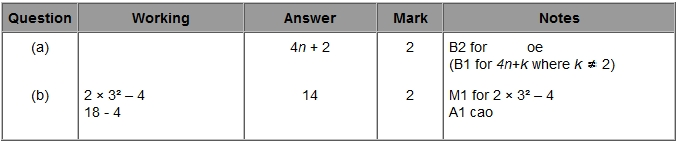 Question Working Answer Mark Notes
(a) 4n + 2 2 B2 for oe
(B1 for 4n+k where k ≠ 2)
(b) 2 × 3² – 4 14 2 M1 for 2 × 3² – 4
18 - 4 A1 cao